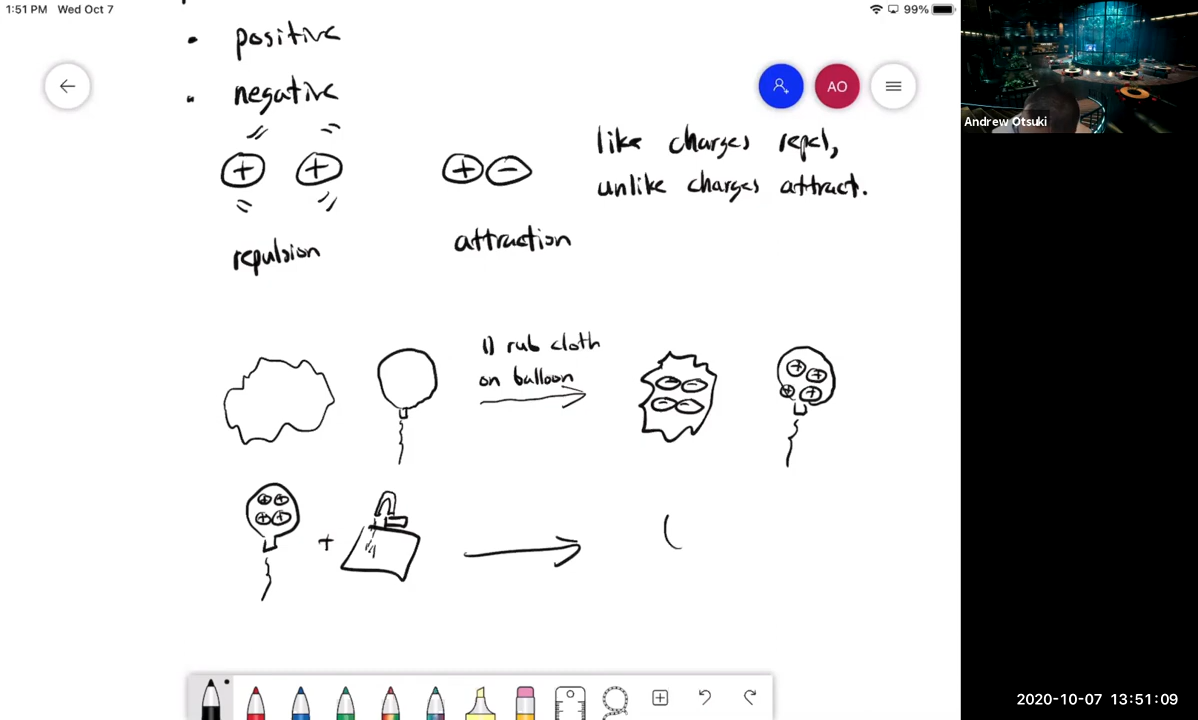 1:51 PM Wed Oct 7
99%
• positive
• negative
AO
Andrew Otsuki
+ +
+ −
like charges repel,
unlike charges attract.
repulsion
attraction
1) rub cloth
on balloon
− −
− −
+ +
+ +
+ +
+ +
+
2020-10-07 13:51:09